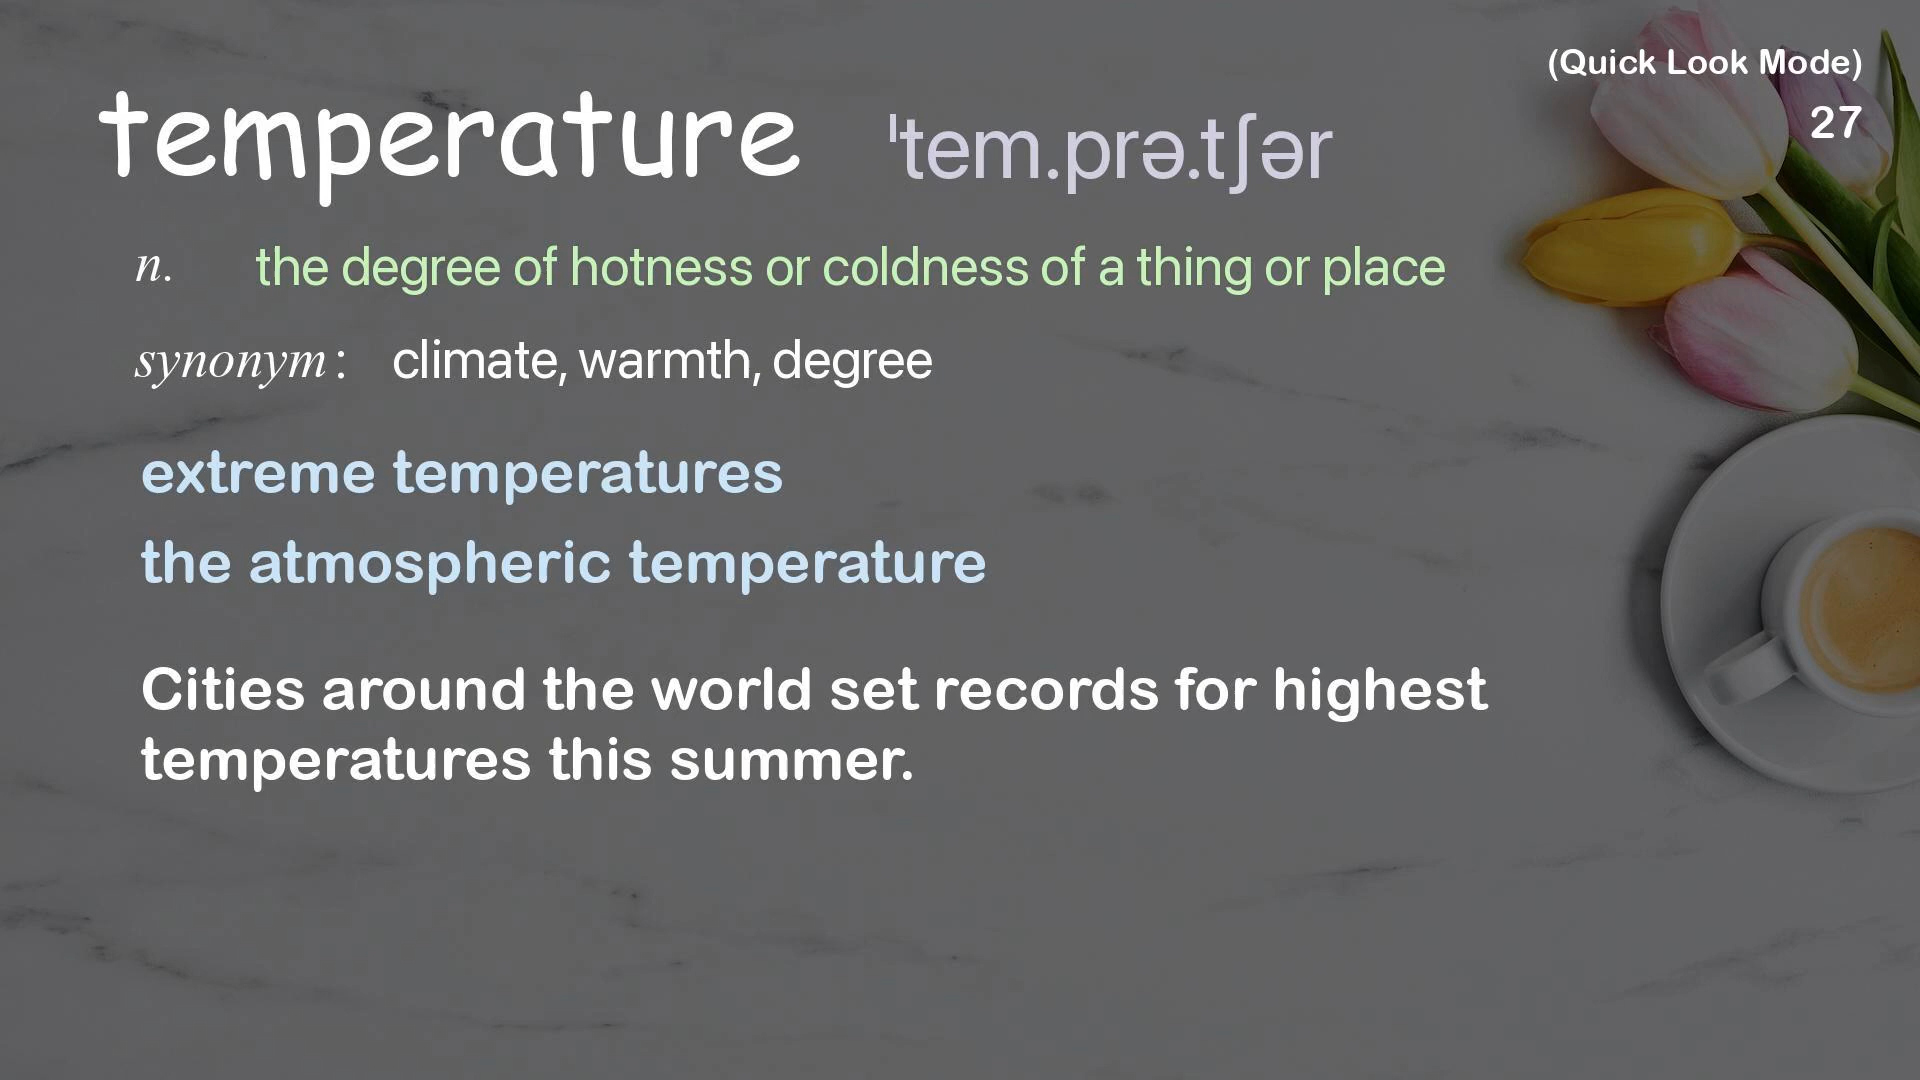 (Quick Look Mode)
27
temperature ˈtem.prə.tʃər
n. the degree of hotness or coldness of a thing or place
synonym: climate, warmth, degree
extreme temperatures
the atmospheric temperature
Cities around the world set records for highest
temperatures this summer.